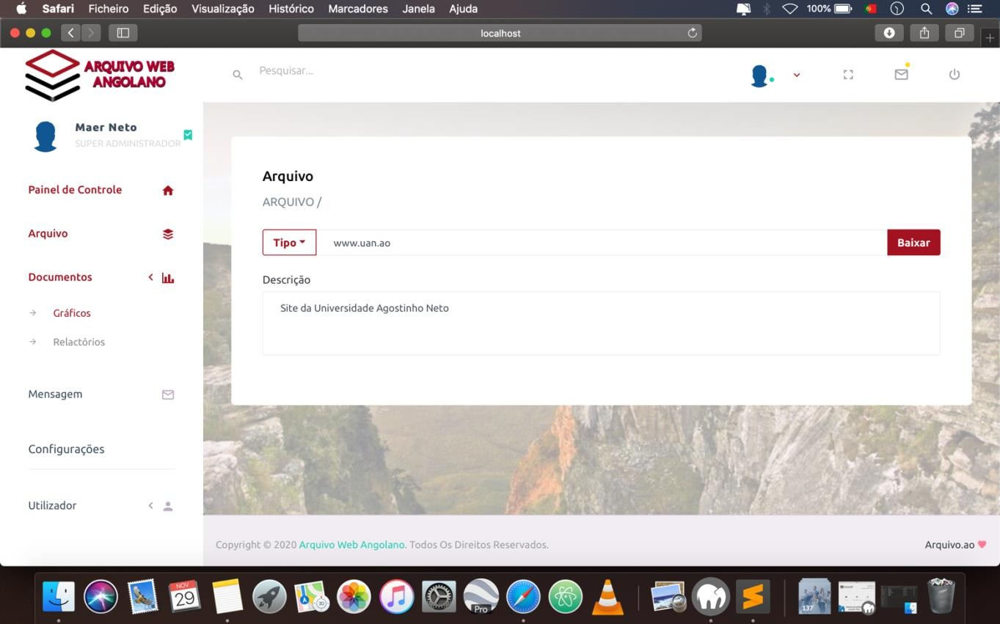 Safari Ficheiro Edição Visualização Histórico Marcadores Janela Ajuda 100%
localhost
ARQUIVO WEB
ANGOLANO
Pesquisar...
Maer Neto
SUPER ADMINISTRADOR
Painel de Controle
Arquivo
Documentos
Gráficos
Relactórios
Mensagem
Configurações
Utilizador
Arquivo
ARQUIVO /
Tipo www.uan.ao Baixar
Descrição
Site da Universidade Agostinho Neto
Copyright © 2020 Arquivo Web Angolano. Todos Os Direitos Reservados. Arquivo.ao
NOV
29
3D
Pro
137